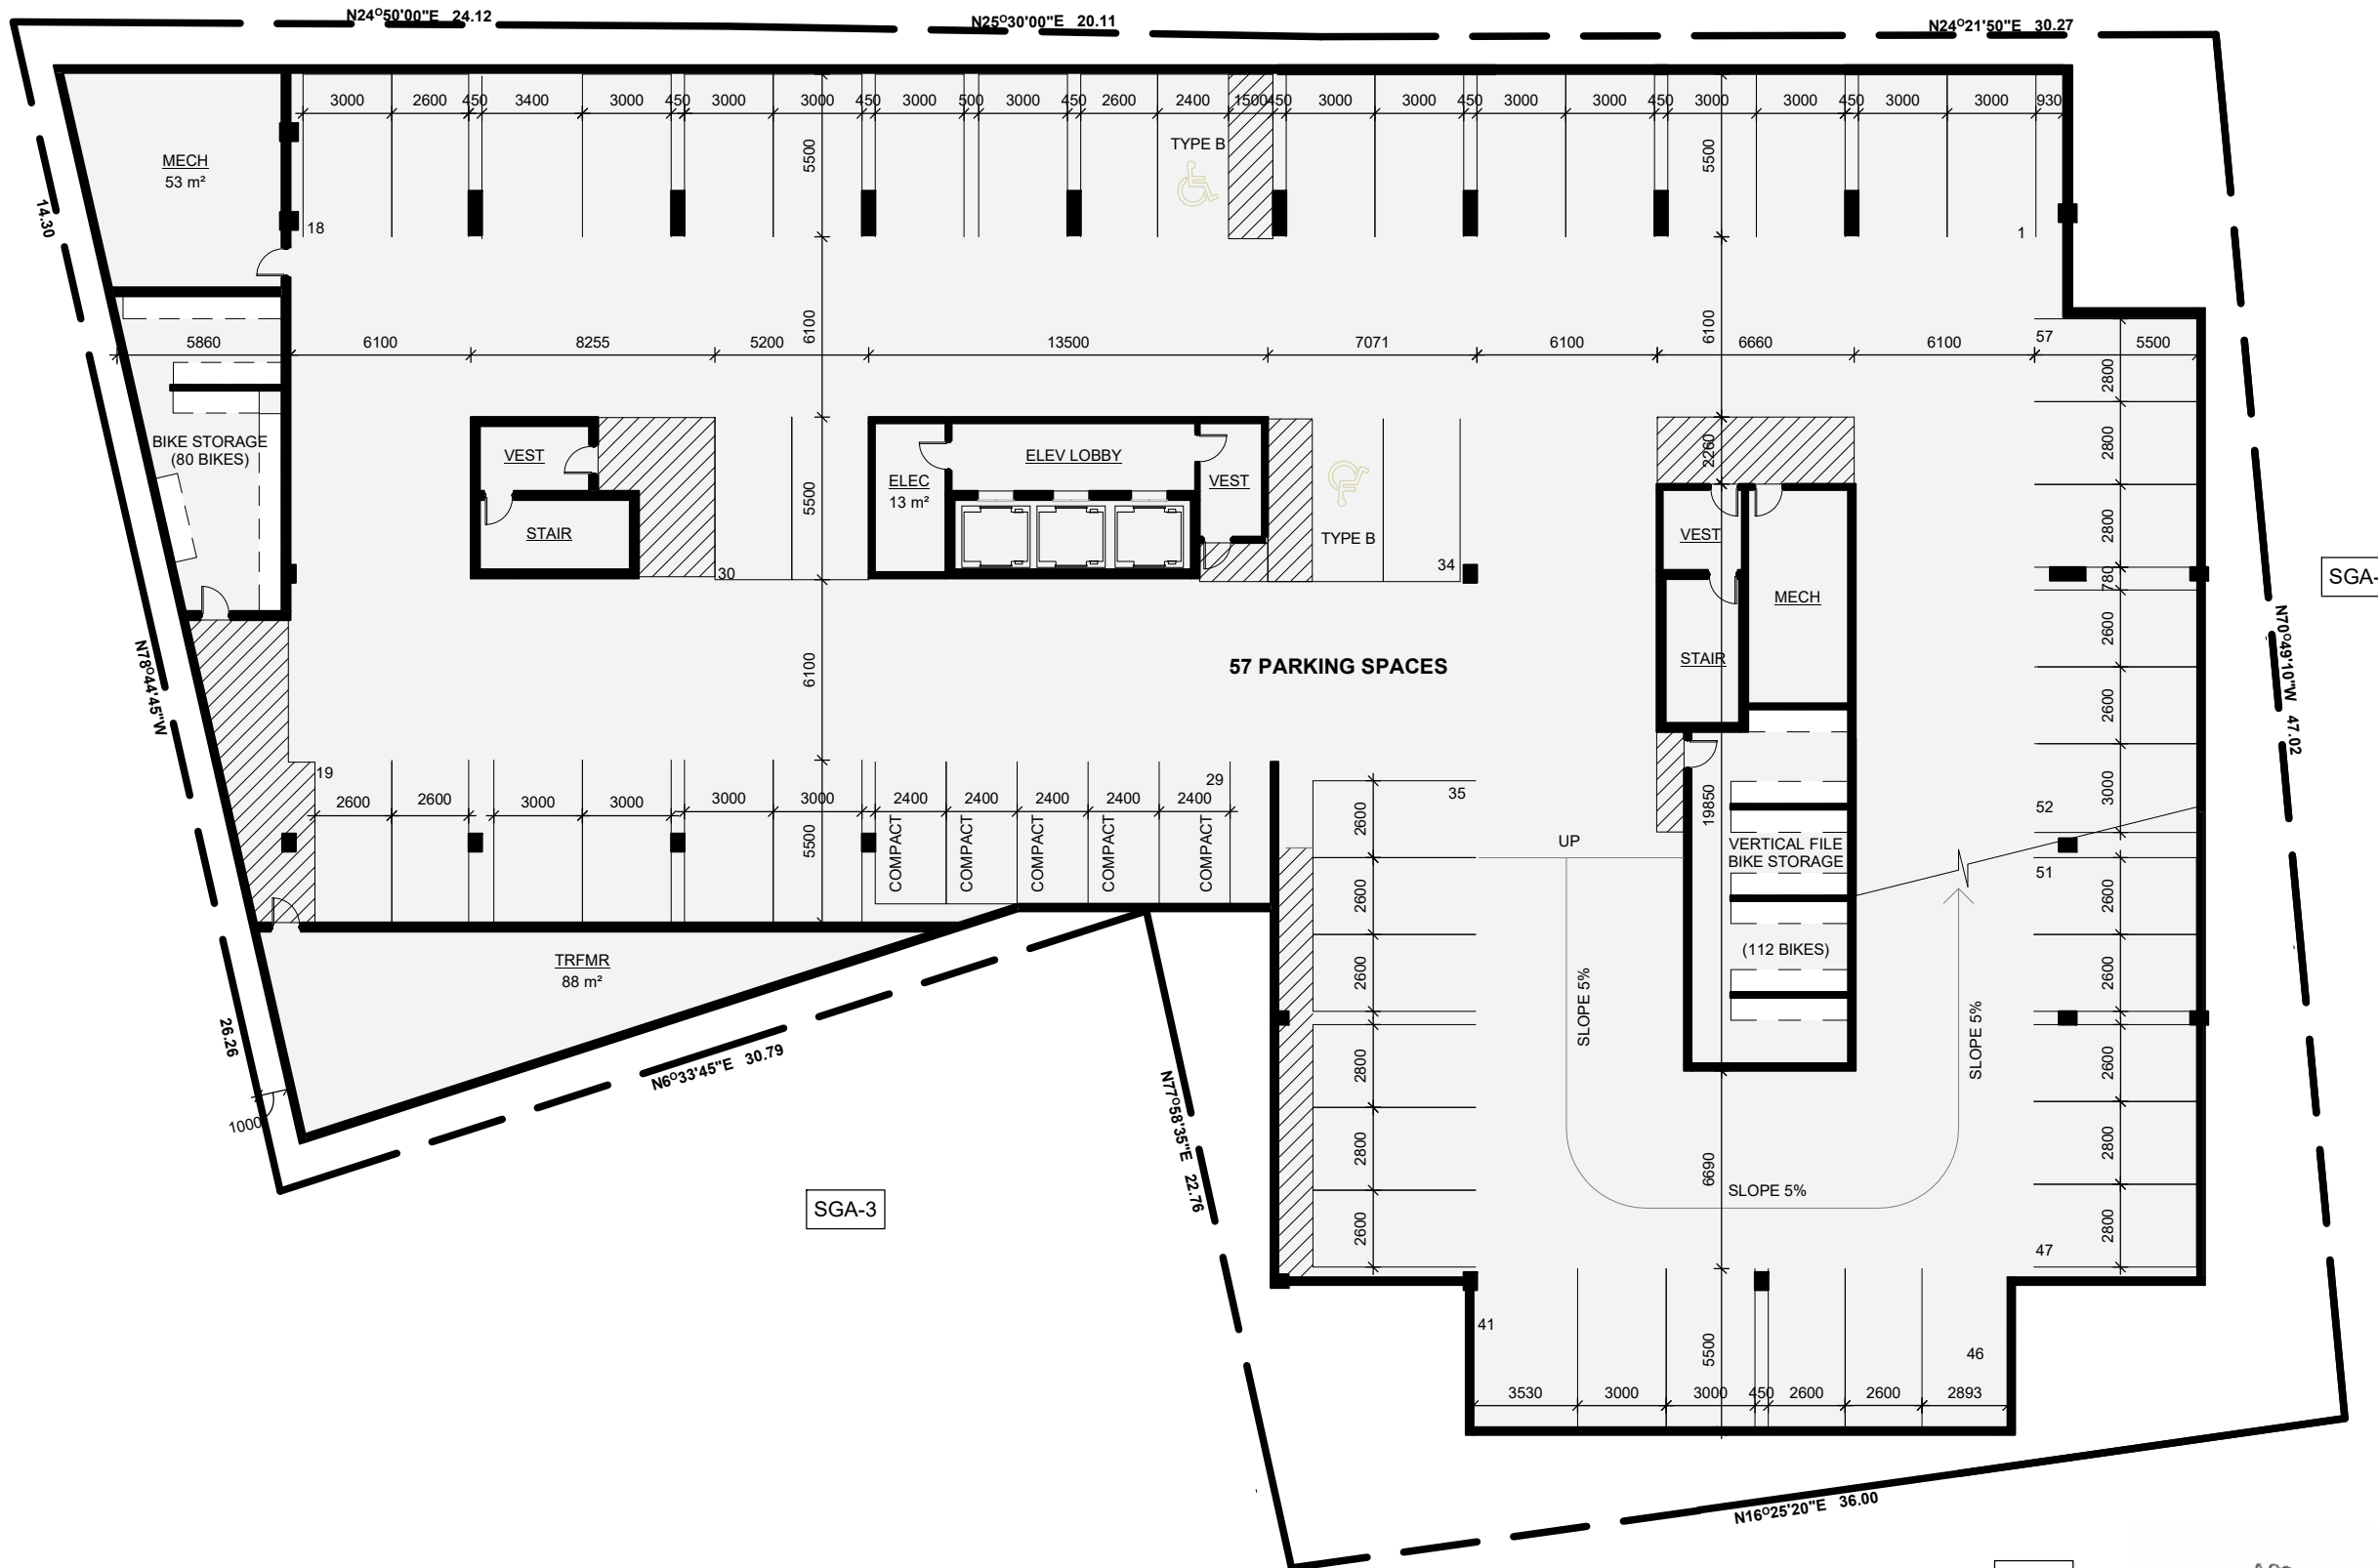 N24°50'00"E 24.12
N25°30'00"E 20.11
N24°21'50"E 30.27
3000 2600 450 3400 3000 450 3000 3000 450 3000 500 3000 450 2600 2400 1500 450 3000 3000 450 3000 3000 450 3000 3000 450 3000 3000 930
MECH
53 m²
5500
TYPE B
5500
14.30
18
1
6100
6100
5860 6100 8255 5200 13500 7071 6100 6660 6100 57 5500
2800
BIKE STORAGE
(80 BIKES)
VEST
ELEC
13 m²
ELEV LOBBY
VEST
2260
2800
5500
STAIR
30
TYPE B
34
VEST
2800
780
MECH
SGA-
2600
N78°44'45"W
6100
57 PARKING SPACES
STAIR
N70°49'10"W 47.02
2600
19
2600 2600 3000 3000 3000 3000 2400 2400 2400 2400 2400
29
35
2600
19850
52
3000
5500
COMPACT COMPACT COMPACT COMPACT COMPACT
UP
VERTICAL FILE
BIKE STORAGE
51
2600
2600
(112 BIKES)
TRFMR
88 m²
2600
2600
SLOPE 5%
SLOPE 5%
26.26
N6°33'45"E 30.79
2800
2600
1000
N77°58'35"E 22.76
2800
6690
2800
SLOPE 5%
SGA-3
2600
2800
47
41
5500
46
3530 3000 3000 450 2600 2600 2893
N16°25'20"E 36.00